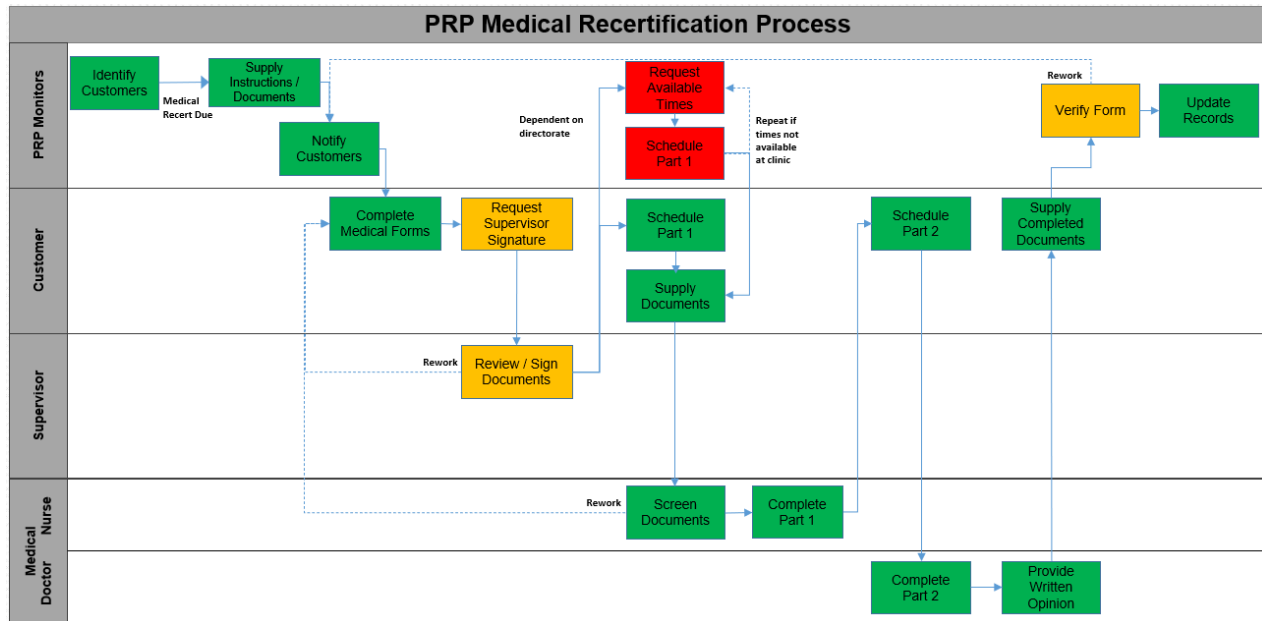 PRP Medical Recertification Process
PRP Monitors
Identify
Customers
Medical
Recert Due
Supply
Instructions /
Documents
Notify
Customers
Dependent on
directorate
Request
Available
Times
Schedule
Part 1
Repeat if
times not
available
at clinic
Rework
Verify Form
Update
Records
Customer
Complete
Medical Forms
Request
Supervisor
Signature
Schedule
Part 1
Supply
Documents
Schedule
Part 2
Supply
Completed
Documents
Supervisor
Rework
Review / Sign
Documents
Medical
Nurse
Rework
Screen
Documents
Complete
Part 1
Doctor
Complete
Part 2
Provide
Written
Opinion